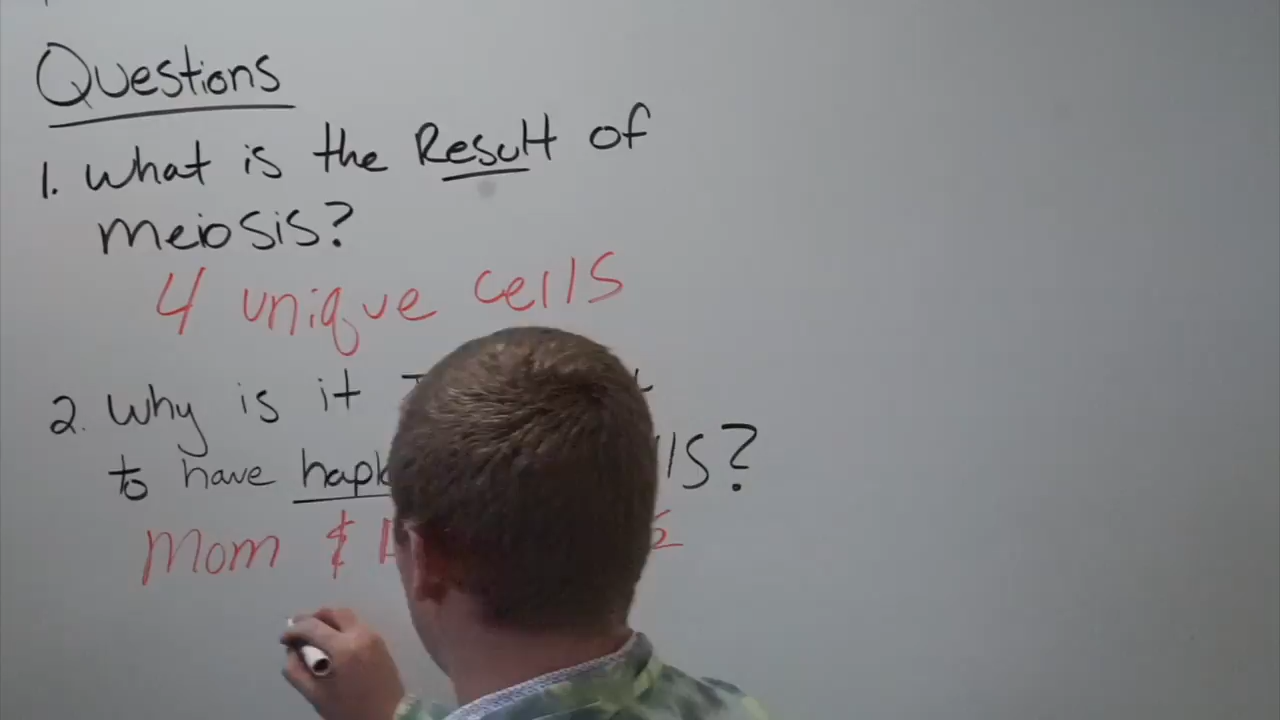 Questions
1. What is the Result of
meiosis?
4 unique cells
2. Why is it
to have
Mom &